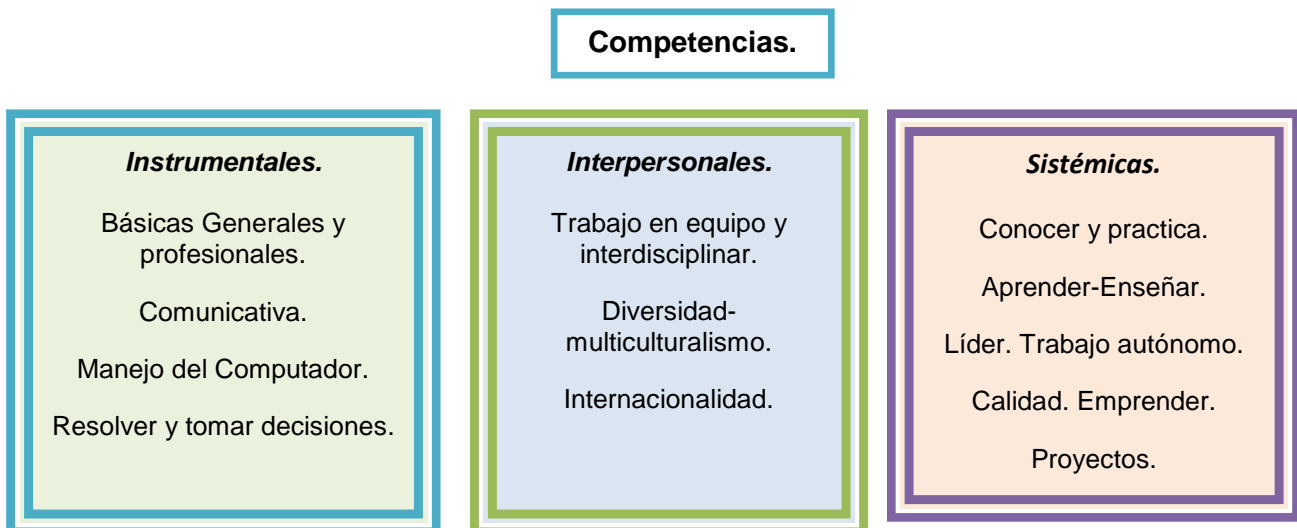 Competencias.
Instrumentales.
Básicas Generales y
profesionales.
Comunicativa.
Manejo del Computador.
Resolver y tomar decisiones.
Interpersonales.
Trabajo en equipo y
interdisciplinar.
Diversidad-
multiculturalismo.
Internacionalidad.
Sistémicas.
Conocer y practica.
Aprender-Enseñar.
Líder. Trabajo autónomo.
Calidad. Emprender.
Proyectos.